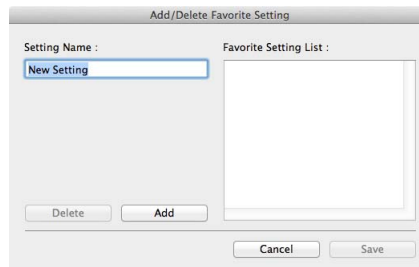 Add/Delete Favorite Setting
Setting Name :
Favorite Setting List :
New Setting
Delete
Add
Cancel
Save